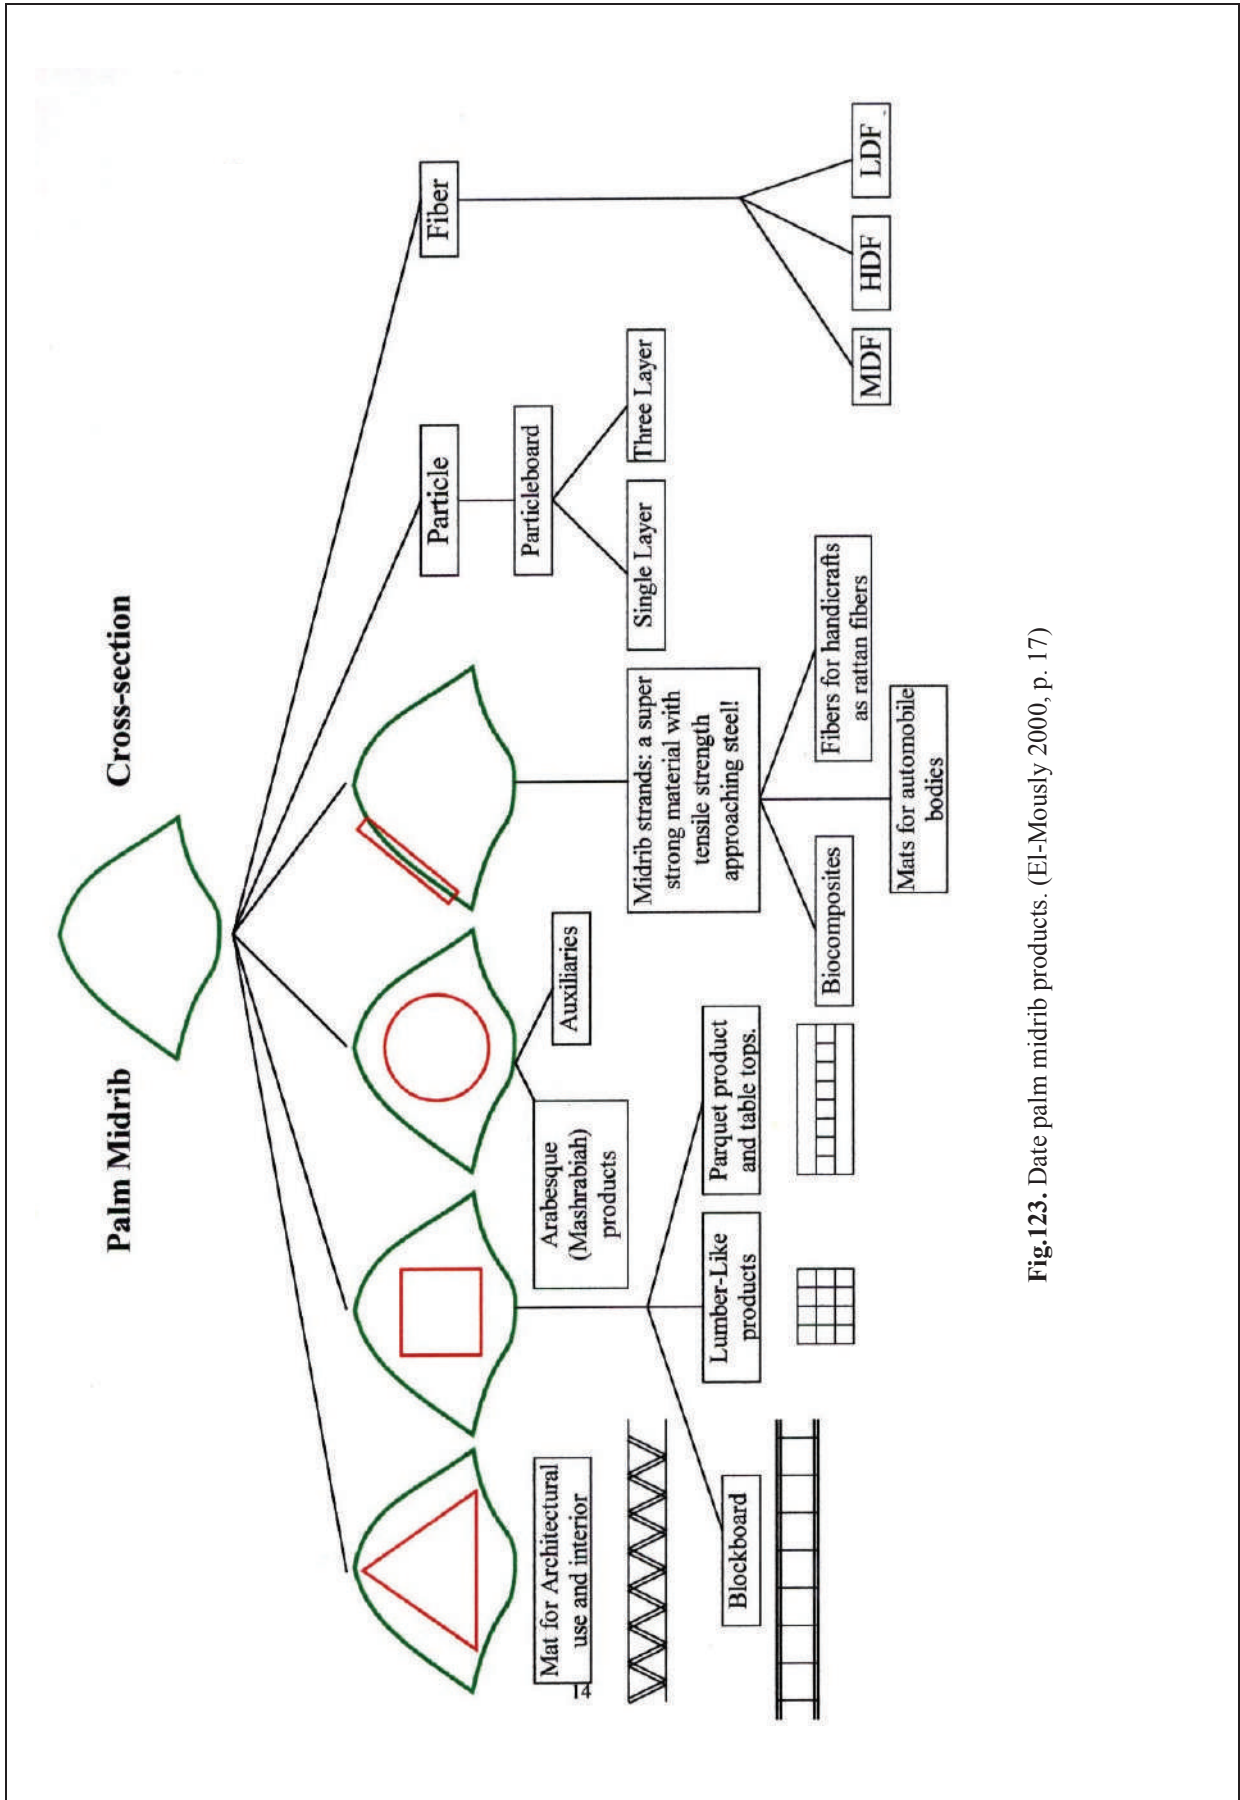 Palm Midrib
Cross-section
Fiber
Particle
Particleboard
Mat for Architectural
use and interior
14
Arabesque
(Mashrabiah)
products
Auxiliaries
Midrib strands: a super
strong material with
tensile strength
approaching steel!
Single Layer
Three Layer
Blockboard
Lumber-Like
products
Parquet product
and table tops.
Biocomposites
Fibers for handicrafts
as rattan fibers
Mats for automobile
bodies
MDF
HDF
LDF
Fig.123. Date palm midrib products. (El-Mously 2000, p. 17)